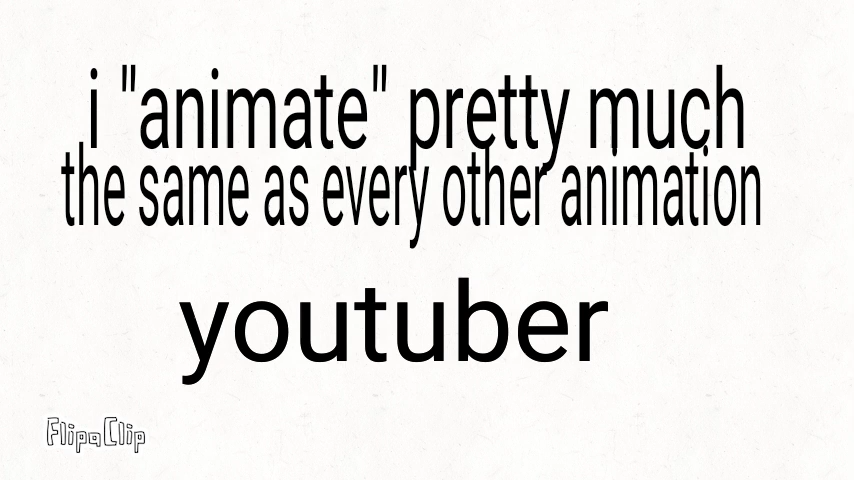 i "animate" pretty much
the same as every other animation
youtuber
FlipaClip